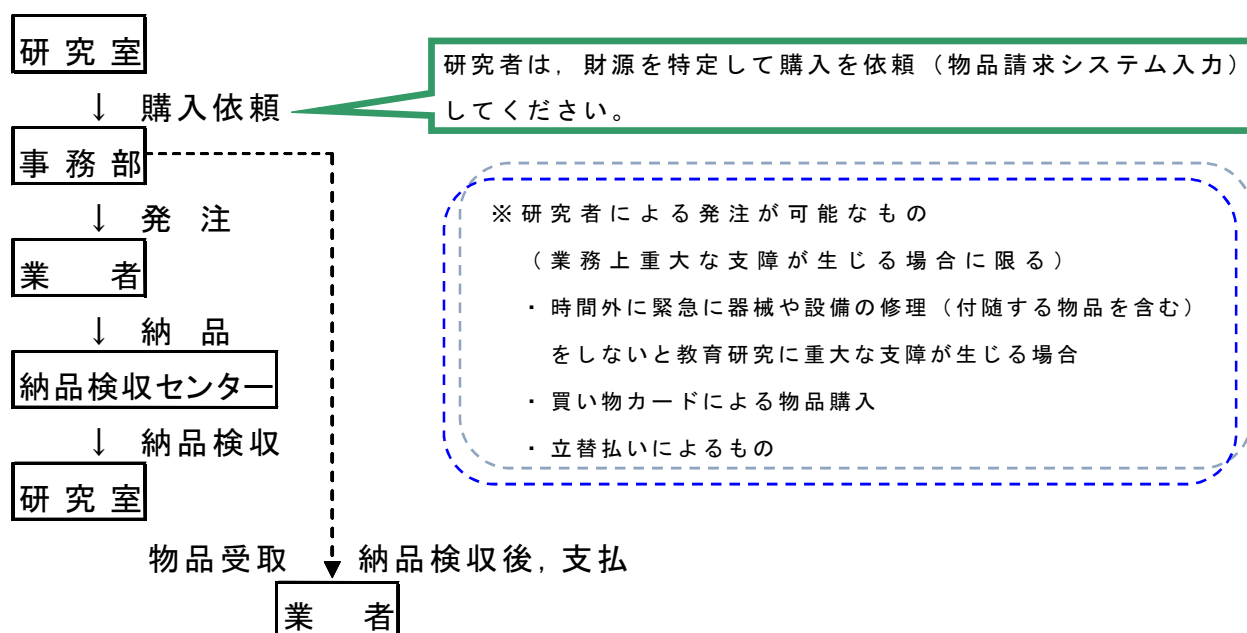 研究室
研究者は，財源を特定して購入を依頼（物品請求システム入力）
してください。
↓ 購入依頼
事務部
↓ 発注
業者
↓ 納品
納品検収センター
↓ 納品検収
研究室
※研究者による発注が可能なもの
（業務上重大な支障が生じる場合に限る）
・時間外に緊急に器械や設備の修理（付随する物品を含む）
をしないと教育研究に重大な支障が生じる場合
・買い物カードによる物品購入
・立替払いによるもの
物品受取
納品検収後，支払
業者